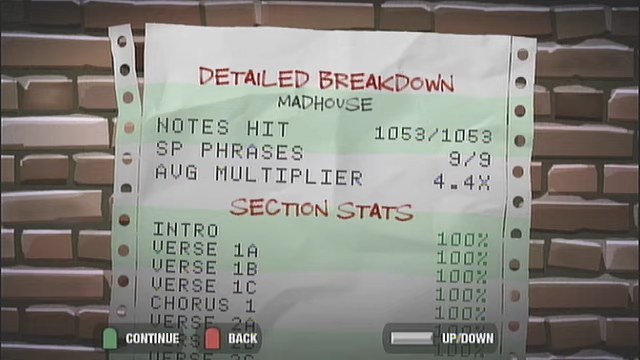 DETAILED BREAKDOWN
MADHOUSE
NOTES HIT 1053/1053
SP PHRASES 9/9
AVG MULTIPLIER 4.4X
SECTION STATS
INTRO 100%
VERSE 1A 100%
VERSE 1B 100%
VERSE 1C 100%
CHORUS 1 100%
VERSE 2A
CONTINUE BACK UP/DOWN